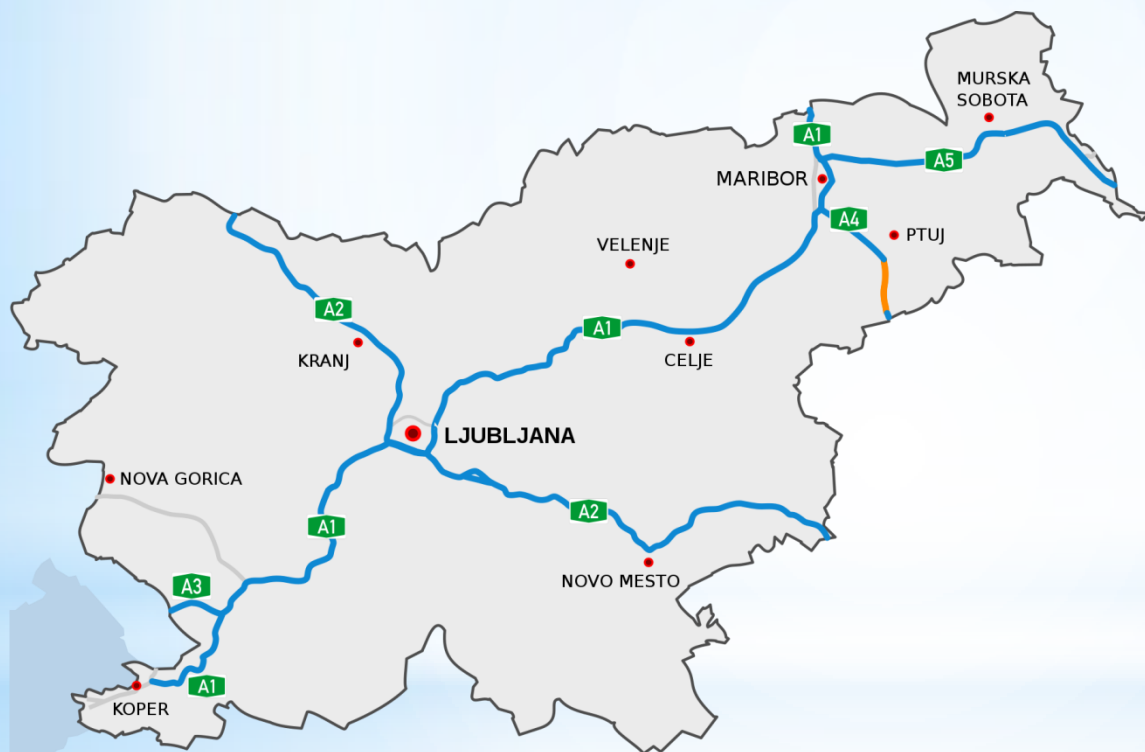 MURSKA
SOBOTA
A1
A5
MARIBOR
A4
PTUJ
VELENJE
A2
A1
KRANJ
CELJE
LJUBLJANA
NOVA GORICA
A2
A1
NOVO MESTO
A3
A1
KOPER